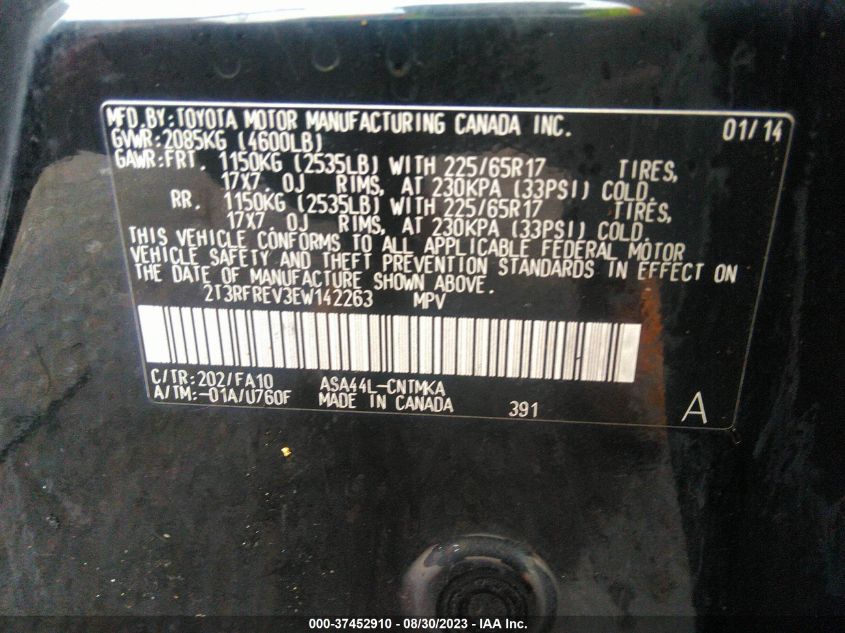 MFD.BY:TOYOTA MOTOR MANUFACTURING CANADA INC. 01/14
GVWR:2085KG (4600LB)
GAWR:FRT. 1150KG (2535LB) WITH 225/65R17 TIRES,
17X7.0J RIMS, AT 230KPA (33PSI) COLD.
RR. 1150KG (2535LB) WITH 225/65R17 TIRES,
17X7.0J RIMS, AT 230KPA (33PSI) COLD.
THIS VEHICLE CONFORMS TO ALL APPLICABLE FEDERAL MOTOR
VEHICLE SAFETY AND THEFT PREVENTION STANDARDS IN EFFECT ON
THE DATE OF MANUFACTURE SHOWN ABOVE.
2T3RFREV3EW142263 MPV
C/TR:202/FA10 ASA44L-CNTMKA
A/TM:-01A/U760F MADE IN CANADA 391 A
000-37452910 - 08/30/2023 - IAA Inc.